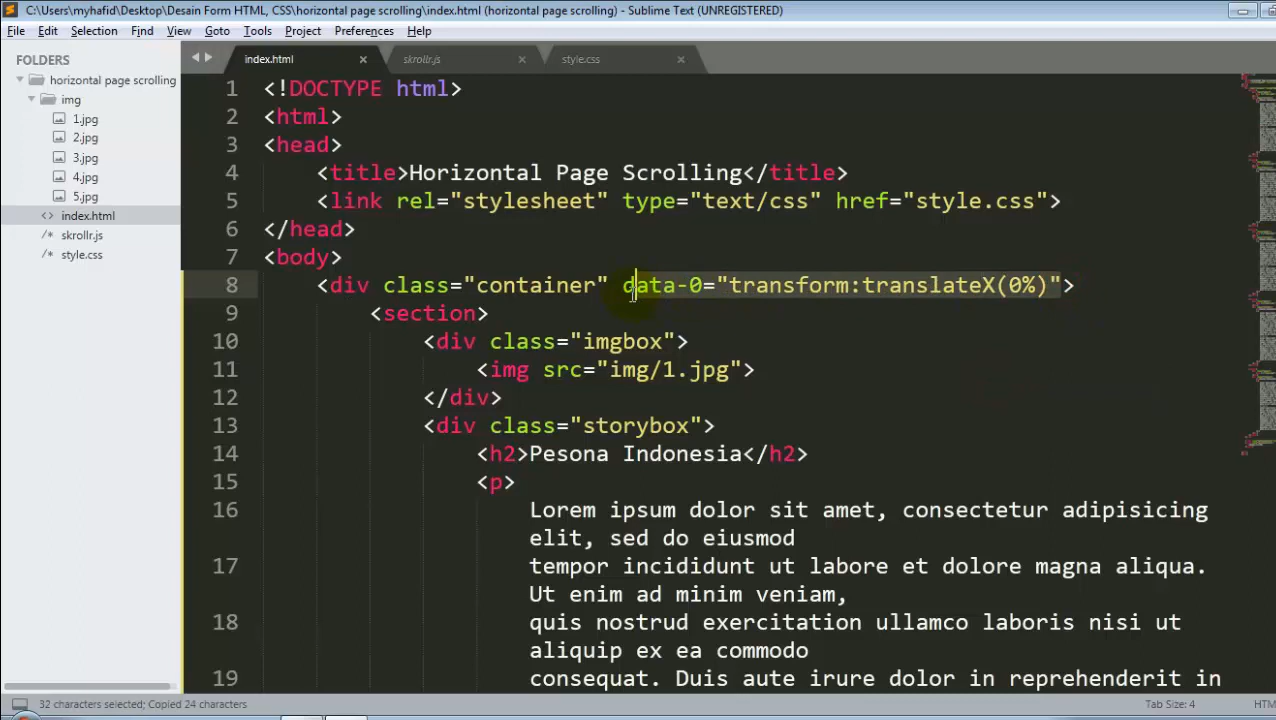 C:\Users\myhafid\Desktop\Desain Form HTML, CSS\horizontal page scrolling\index.html (horizontal page scrolling) - Sublime Text (UNREGISTERED)
File Edit Selection Find View Goto Tools Project Preferences Help
FOLDERS
horizontal page scrolling
img
1.jpg
2.jpg
3.jpg
4.jpg
5.jpg
index.html
skrollr.js
style.css
index.html skrollr.js style.css
1 <!DOCTYPE html>
2 <html>
3 <head>
4 <title>Horizontal Page Scrolling</title>
5 <link rel="stylesheet" type="text/css" href="style.css">
6 </head>
7 <body>
8 <div class="container" data-0="transform:translateX(0%)">
9 <section>
10 <div class="imgbox">
11 <img src="img/1.jpg">
12 </div>
13 <div class="storybox">
14 <h2>Pesona Indonesia</h2>
15 <p>
16 Lorem ipsum dolor sit amet, consectetur adipisicing
elit, sed do eiusmod
17 tempor incididunt ut labore et dolore magna aliqua.
Ut enim ad minim veniam,
18 quis nostrud exercitation ullamco laboris nisi ut
aliquip ex ea commodo
19 consequat. Duis aute irure dolor in reprehenderit in
32 characters selected; Copied 24 characters
Tab Size: 4